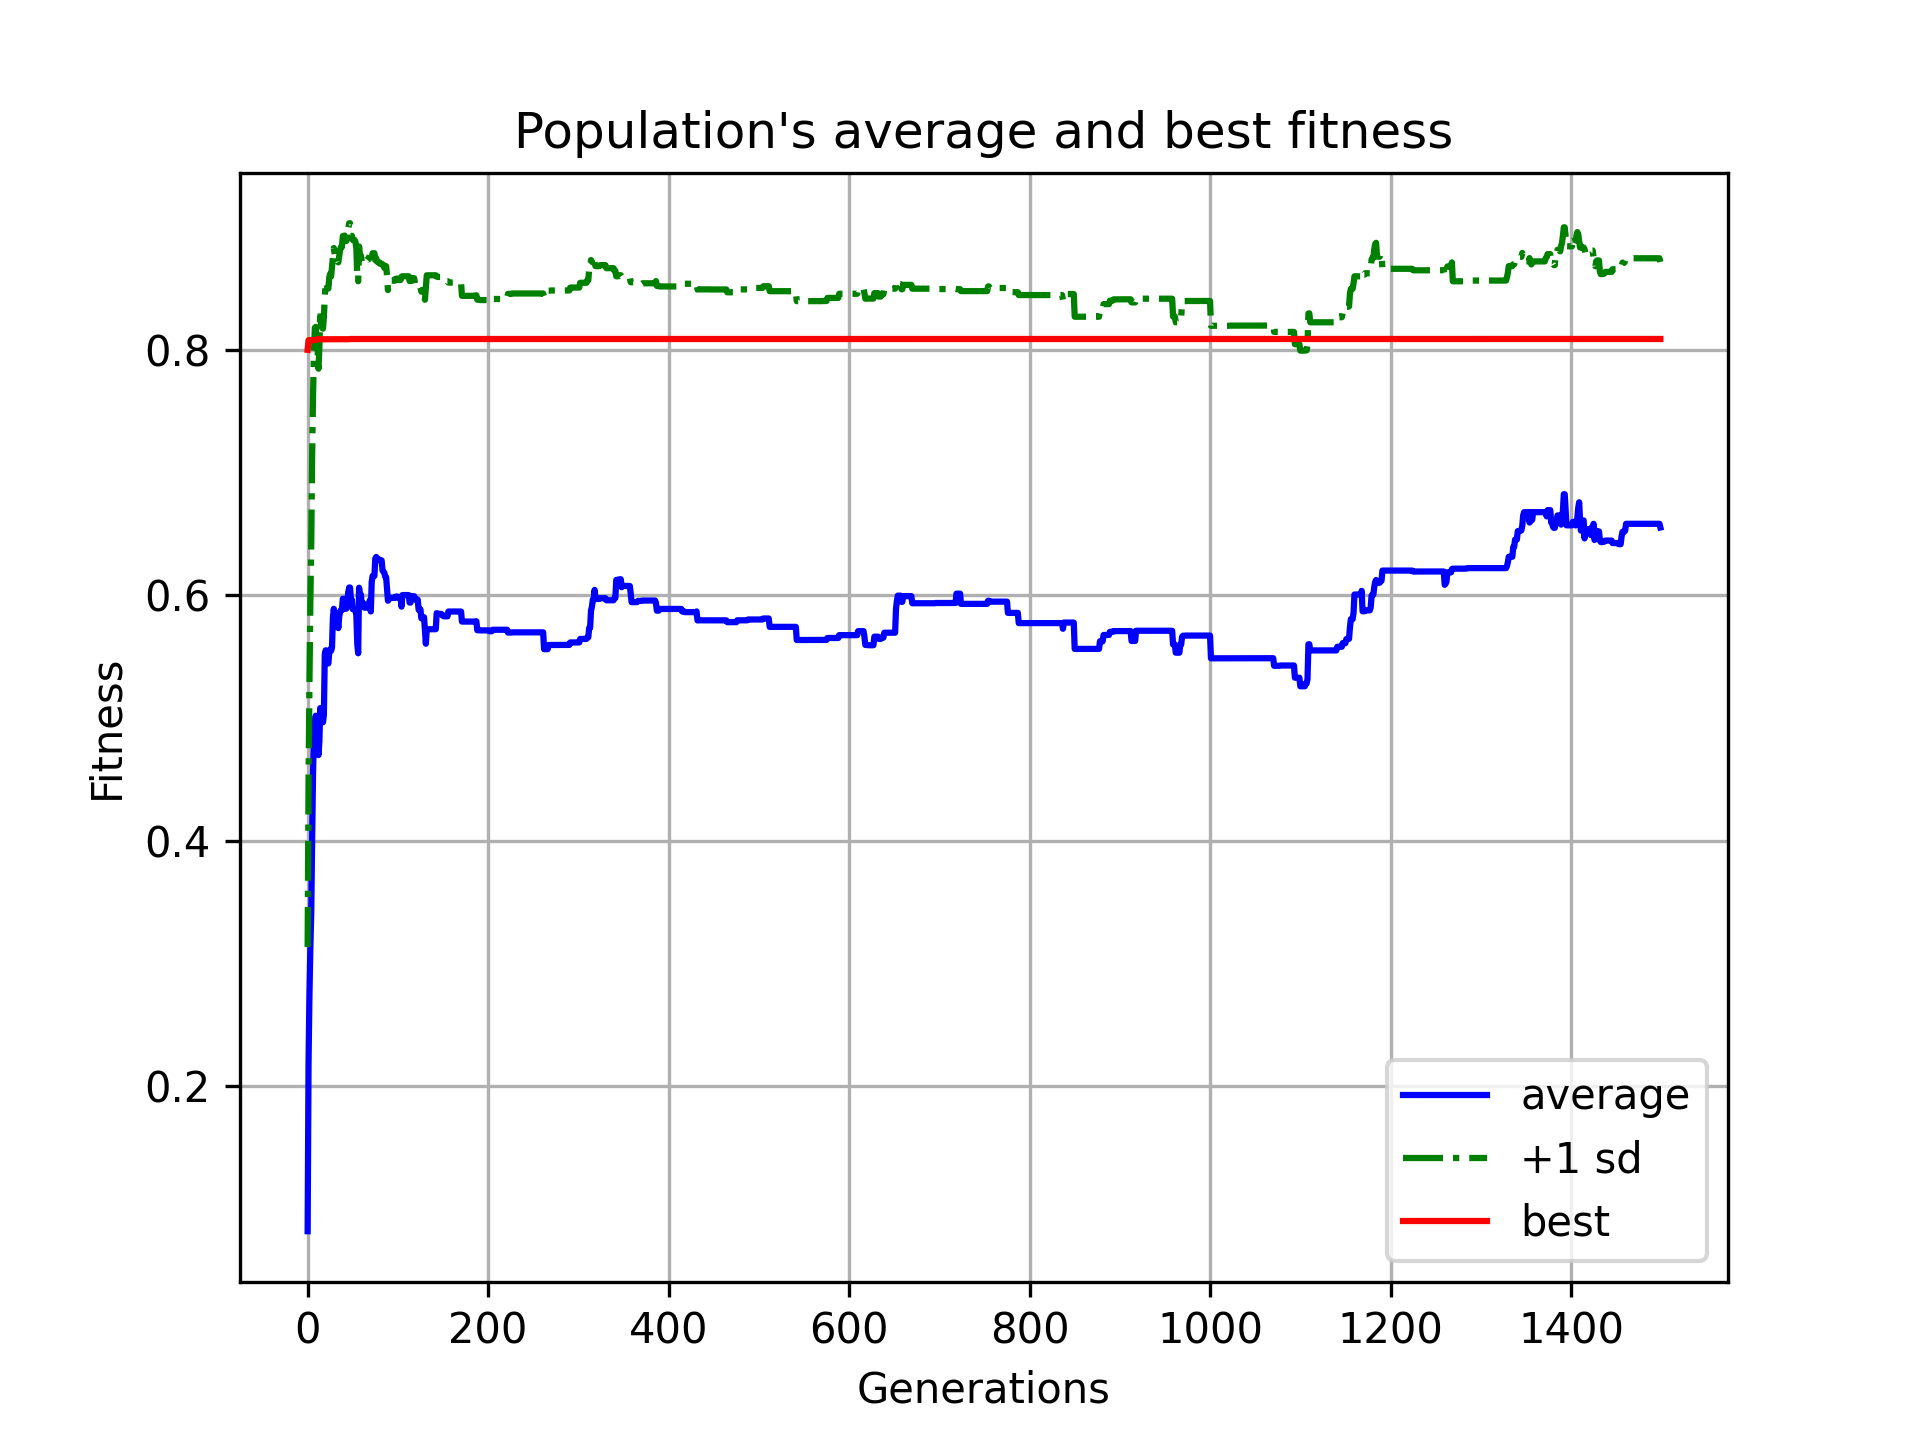 Population's average and best fitness
Fitness
0.8
0.6
0.4
0.2
0 200 400 600 800 1000 1200 1400
Generations
average
+1 sd
best